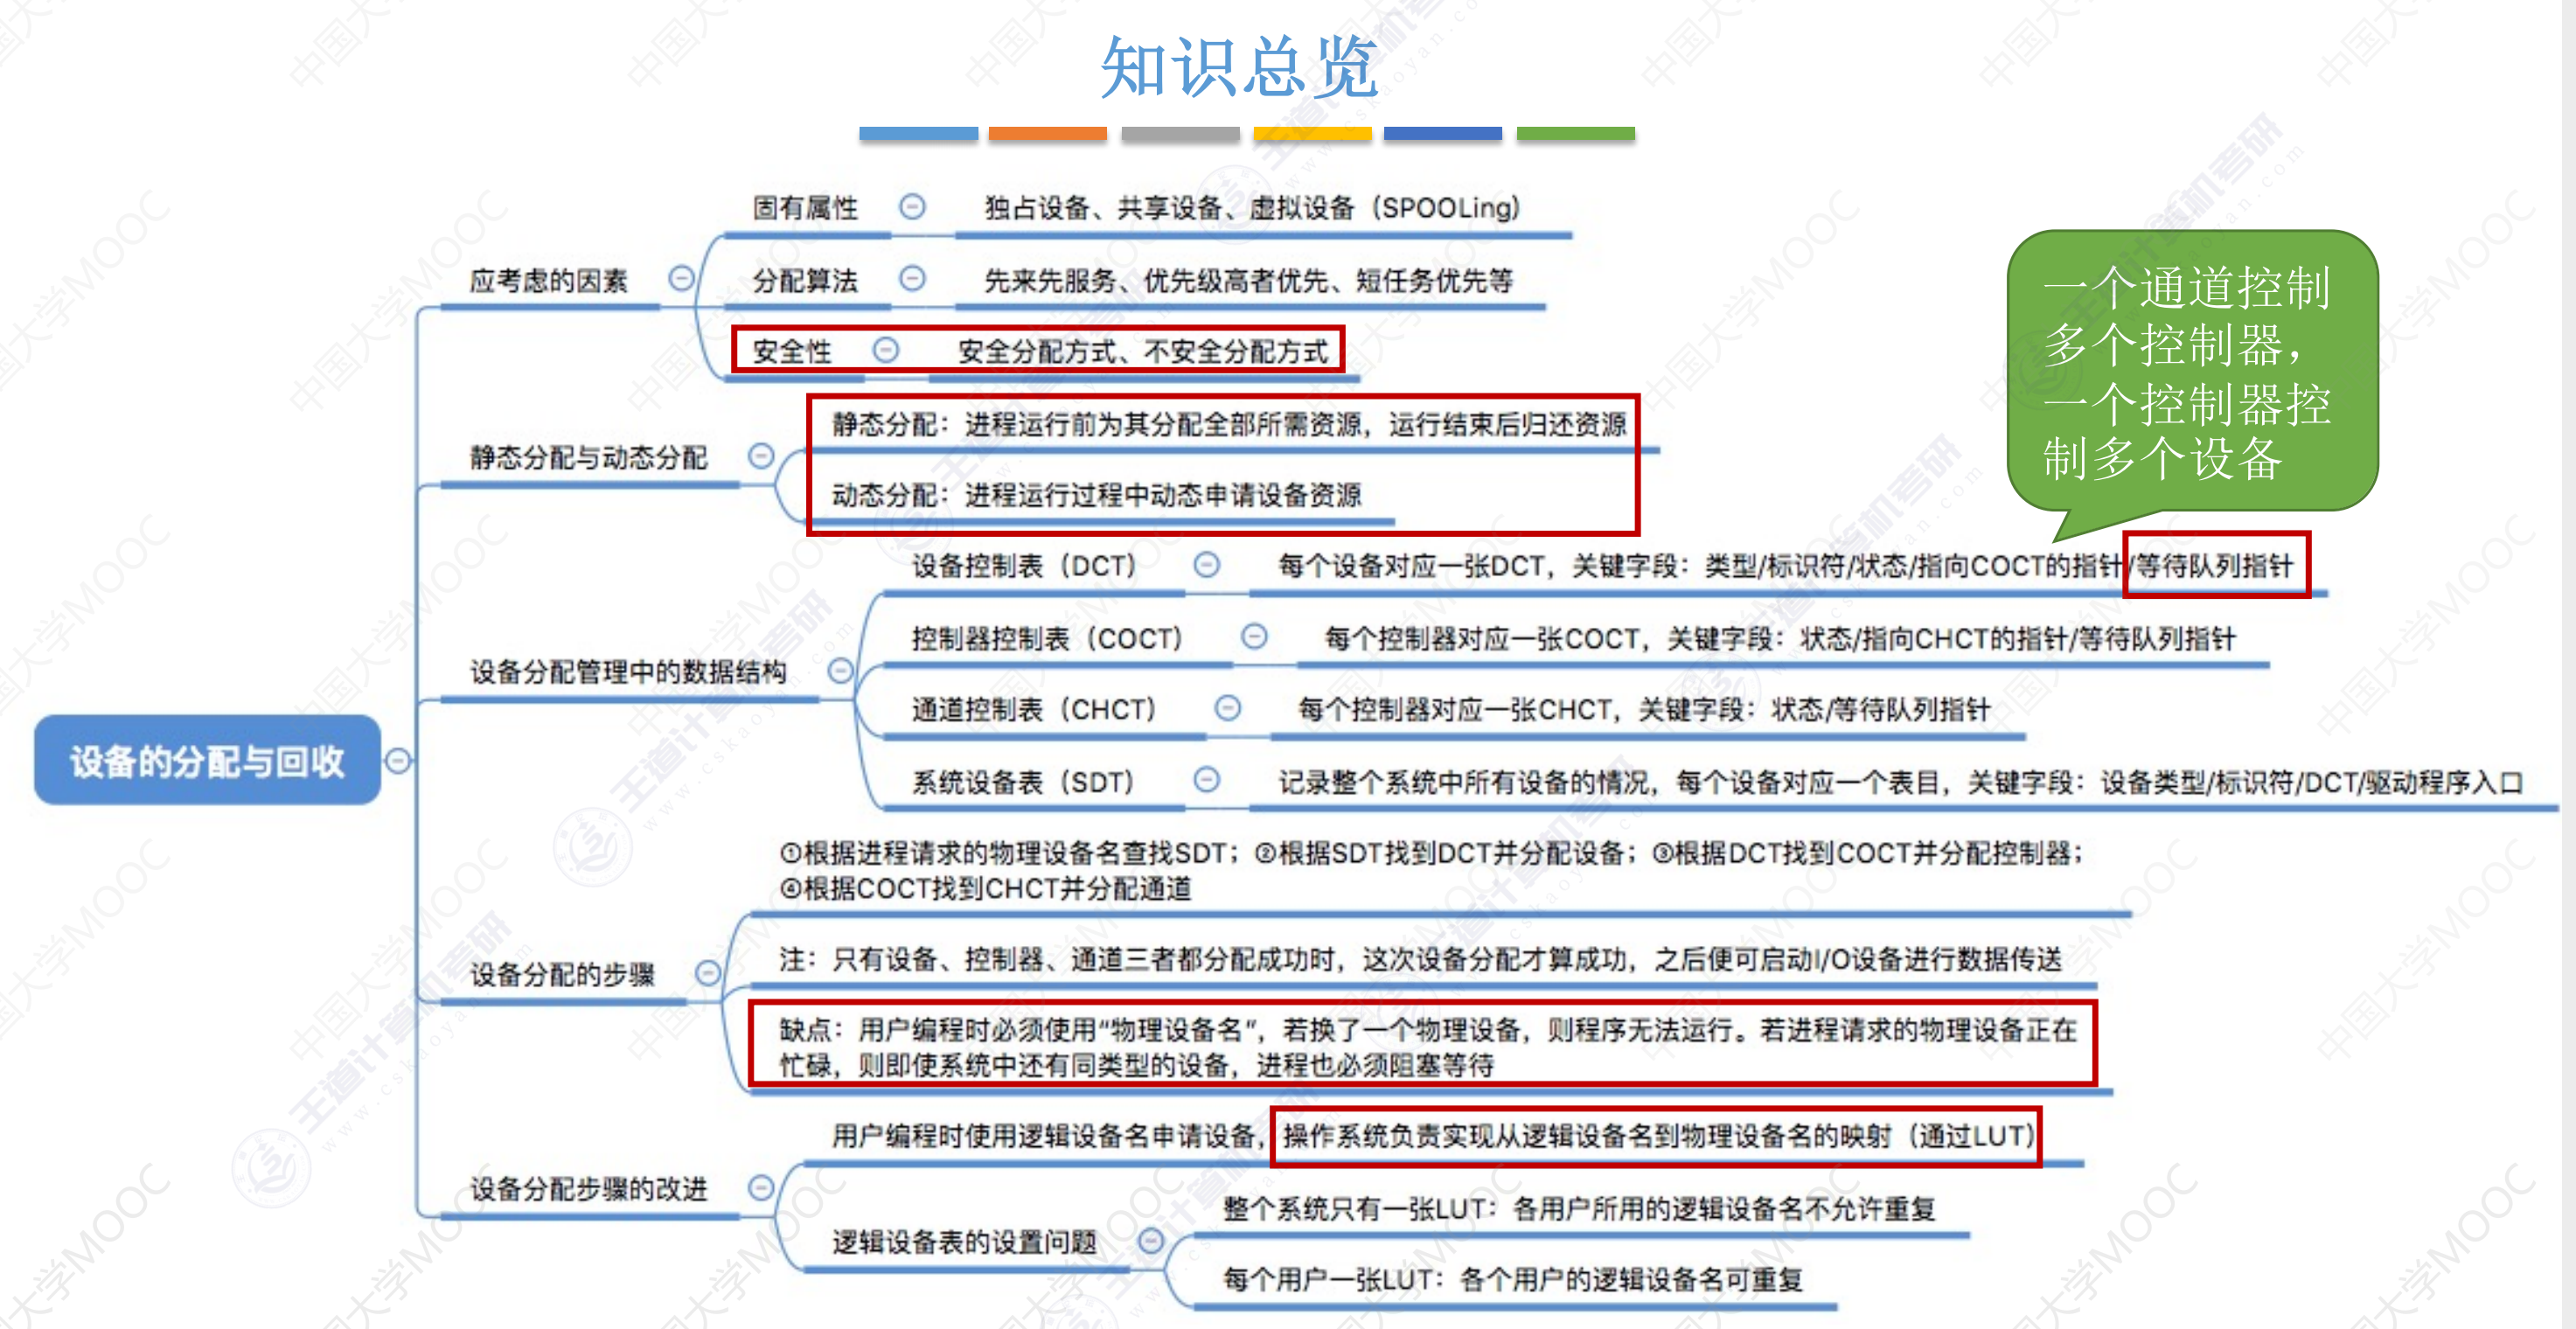 知识总览
固有属性
独占设备、共享设备、虚拟设备（SPOOLing）
应考虑的因素
分配算法
先来先服务、优先级高者优先、短任务优先等
安全性
安全分配方式、不安全分配方式
一个通道控制
多个控制器，
一个控制器控
制多个设备
静态分配与动态分配
静态分配：进程运行前为其分配全部所需资源，运行结束后归还资源
动态分配：进程运行过程中动态申请设备资源
设备分配管理中的数据结构
设备控制表（DCT）
每个设备对应一张DCT，关键字段：类型/标识符/状态/指向COCT的指针/等待队列指针
控制器控制表（COCT）
每个控制器对应一张COCT，关键字段：状态/指向CHCT的指针/等待队列指针
通道控制表（CHCT）
每个控制器对应一张CHCT，关键字段：状态/等待队列指针
系统设备表（SDT）
记录整个系统中所有设备的情况，每个设备对应一个表目，关键字段：设备类型/标识符/DCT/驱动程序入口
设备的分配与回收
设备分配的步骤
①根据进程请求的物理设备名查找SDT；②根据SDT找到DCT并分配设备；③根据DCT找到COCT并分配控制器；
④根据COCT找到CHCT并分配通道
注：只有设备、控制器、通道三者都分配成功时，这次设备分配才算成功，之后便可启动I/O设备进行数据传送
缺点：用户编程时必须使用“物理设备名”，若换了一个物理设备，则程序无法运行。若进程请求的物理设备正在
忙碌，则即使系统中还有同类型的设备，进程也必须阻塞等待
设备分配步骤的改进
用户编程时使用逻辑设备名申请设备，操作系统负责实现从逻辑设备名到物理设备名的映射（通过LUT）
逻辑设备表的设置问题
整个系统只有一张LUT：各用户所用的逻辑设备名不允许重复
每个用户一张LUT：各个用户的逻辑设备名可重复
中国大学MOOC
王道计算机考研
www.cskaoyan.com